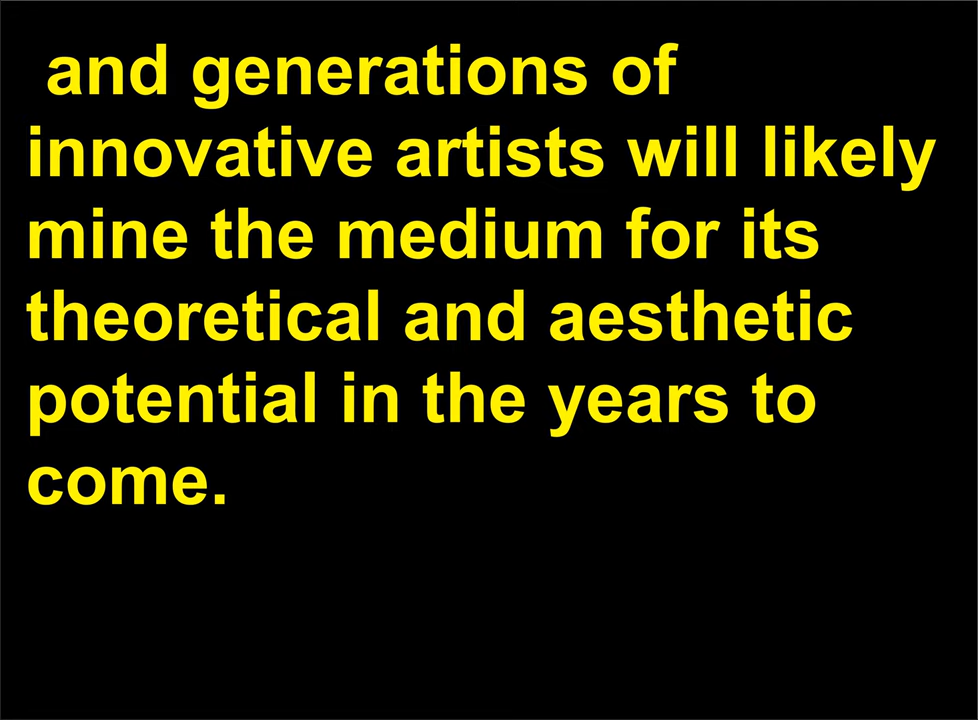 and generations of
innovative artists will likely
mine the medium for its
theoretical and aesthetic
potential in the years to
come.